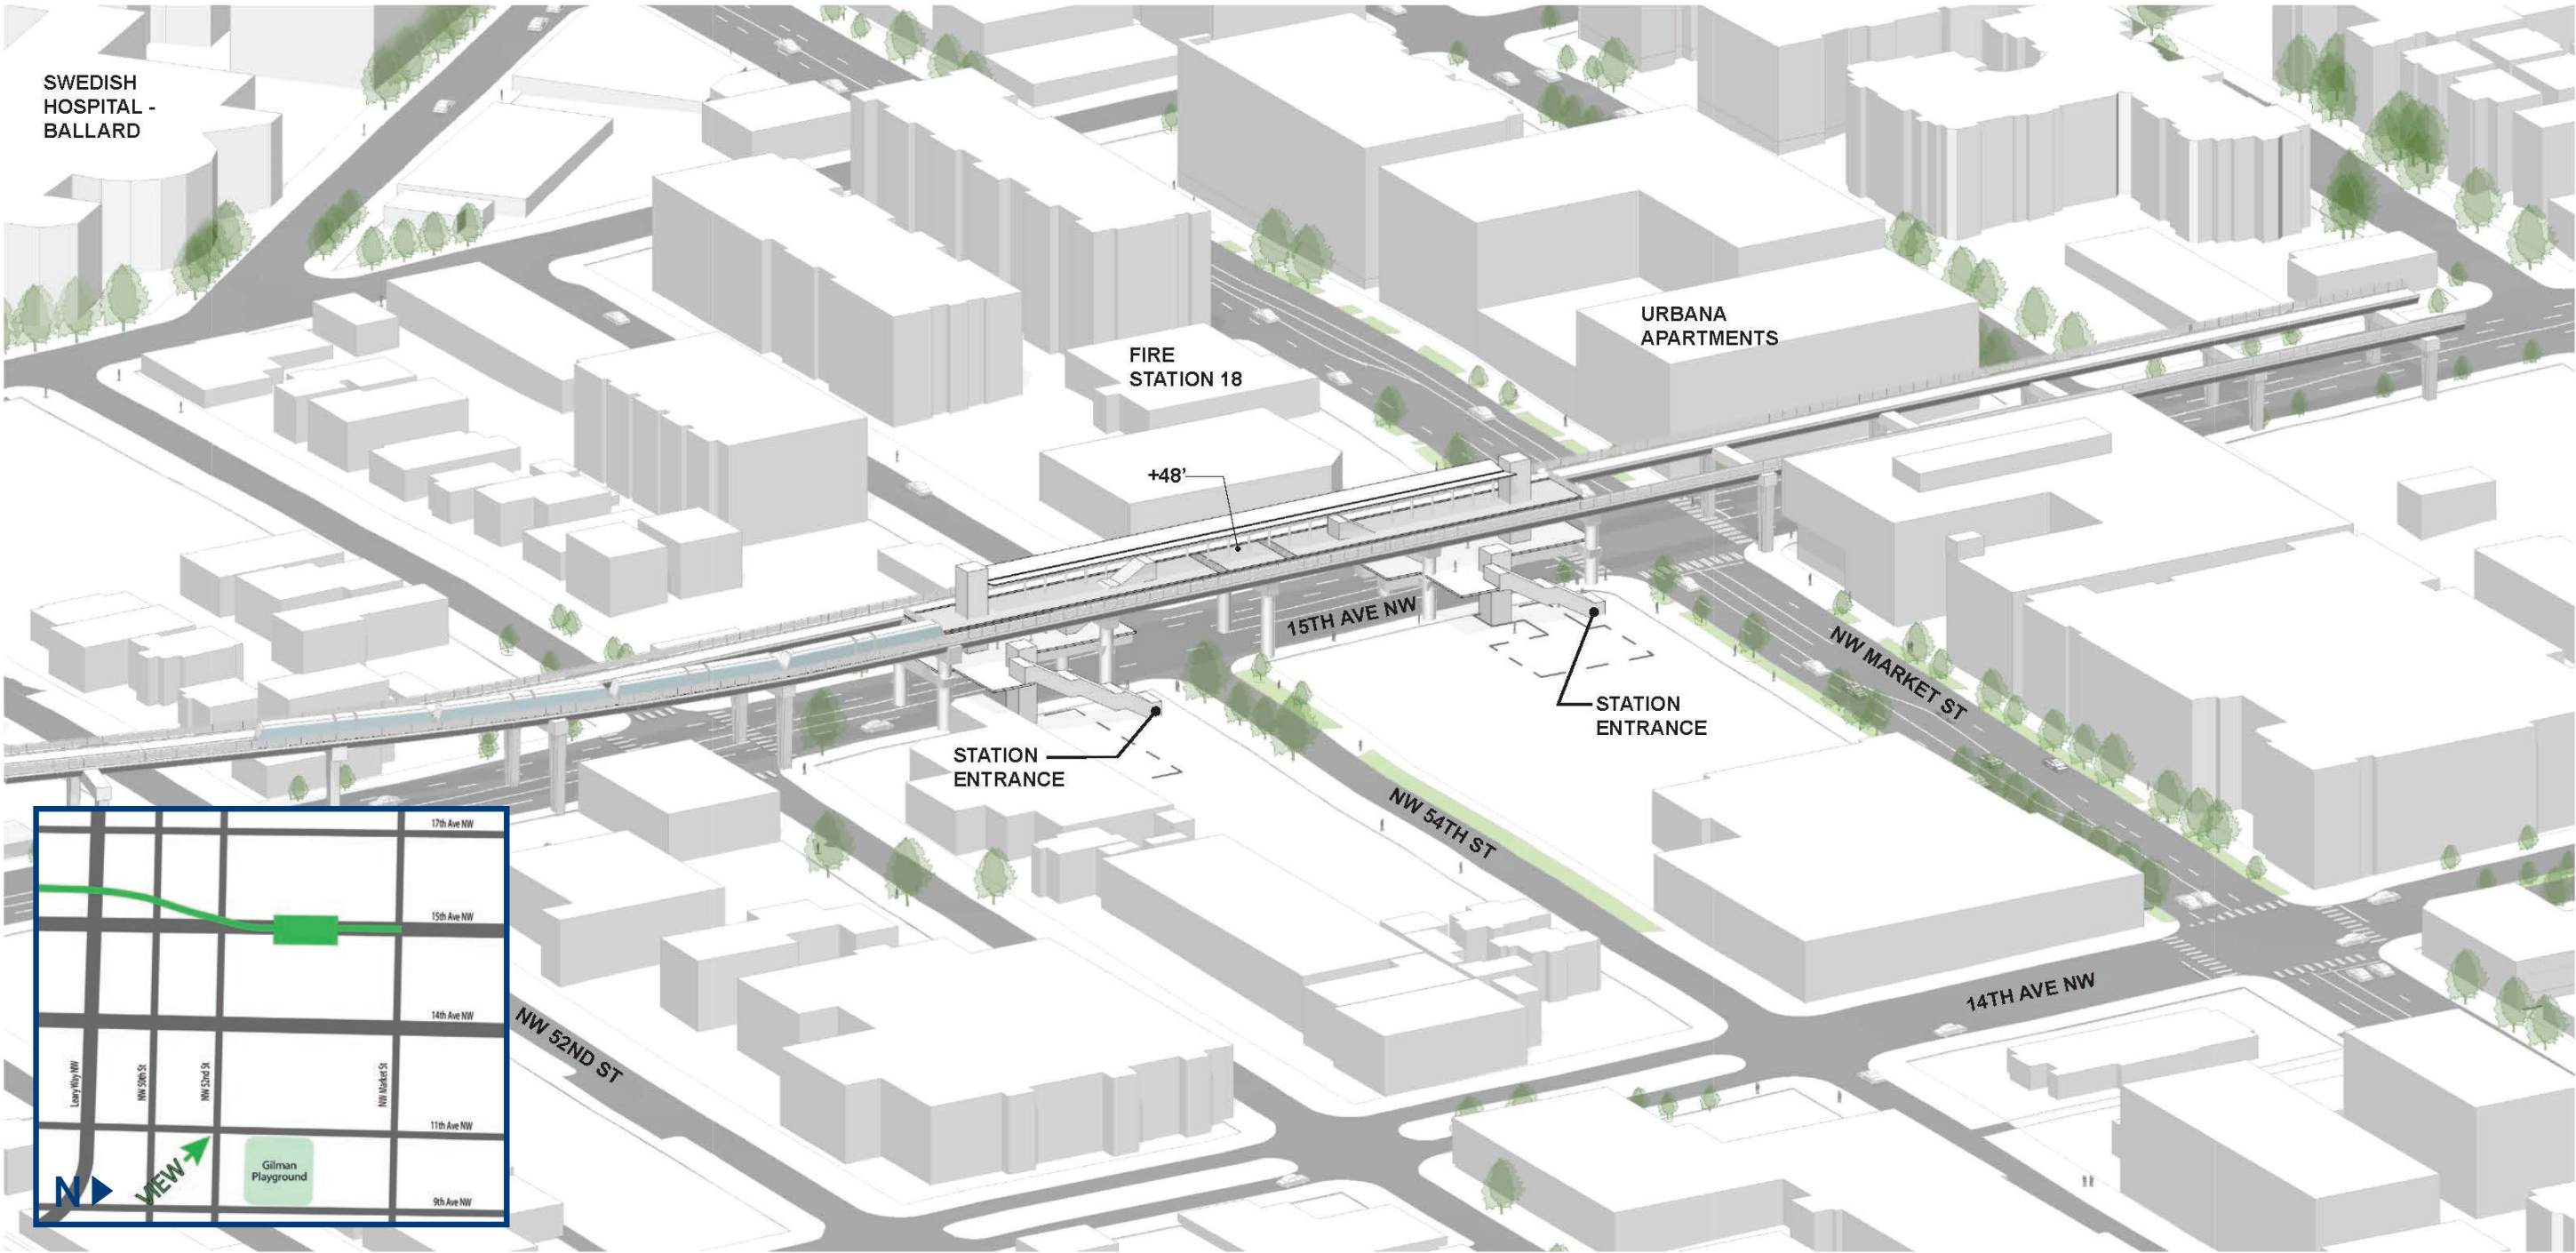 SWEDISH
HOSPITAL -
BALLARD
URBANA
APARTMENTS
FIRE
STATION 18
+48'
15TH AVE NW
NW MARKET ST
STATION
ENTRANCE
STATION
ENTRANCE
NW 54TH ST
14TH AVE NW
NW 52ND ST
17th Ave NW
15th Ave NW
14th Ave NW
Leary Way NW
NW 50th St
NW 52nd St
NW Market St
11th Ave NW
Gilman
Playground
VIEW
N
9th Ave NW